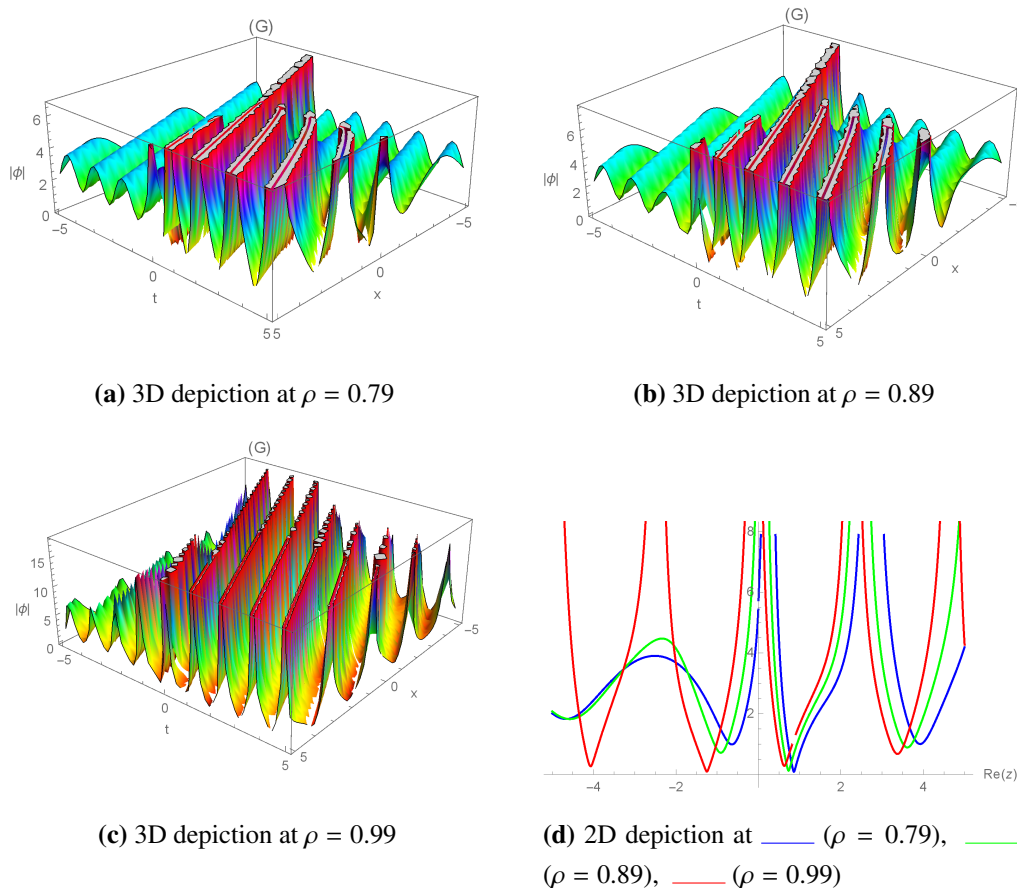 (G)
6
4
|ϕ|
2
0
−5
0
t
5
5
0
x
−5
(G)
6
4
|ϕ|
2
0
−5
0
t
5
5
0
x
−
(a) 3D depiction at ρ = 0.79
(b) 3D depiction at ρ = 0.89
(G)
15
10
|ϕ|
5
0
−5
0
t
5
5
0
x
−5
8
6
4
2
−4
−2
2
4
Re(z)
(c) 3D depiction at ρ = 0.99
(d) 2D depiction at ____ (ρ = 0.79), ____
(ρ = 0.89), ____ (ρ = 0.99)